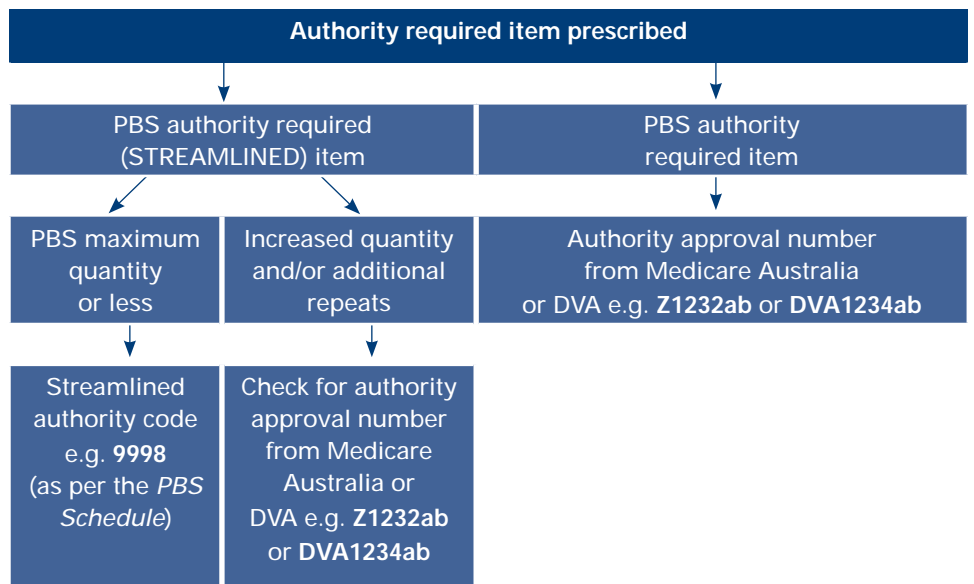 Authority required item prescribed
PBS authority required
(STREAMLINED) item
PBS authority
required item
PBS maximum
quantity
or less
Increased quantity
and/or additional
repeats
Authority approval number
from Medicare Australia
or DVA e.g. Z1232ab or DVA1234ab
Streamlined
authority code
e.g. 9998
(as per the PBS
Schedule)
Check for authority
approval number
from Medicare
Australia or
DVA e.g. Z1232ab
or DVA1234ab